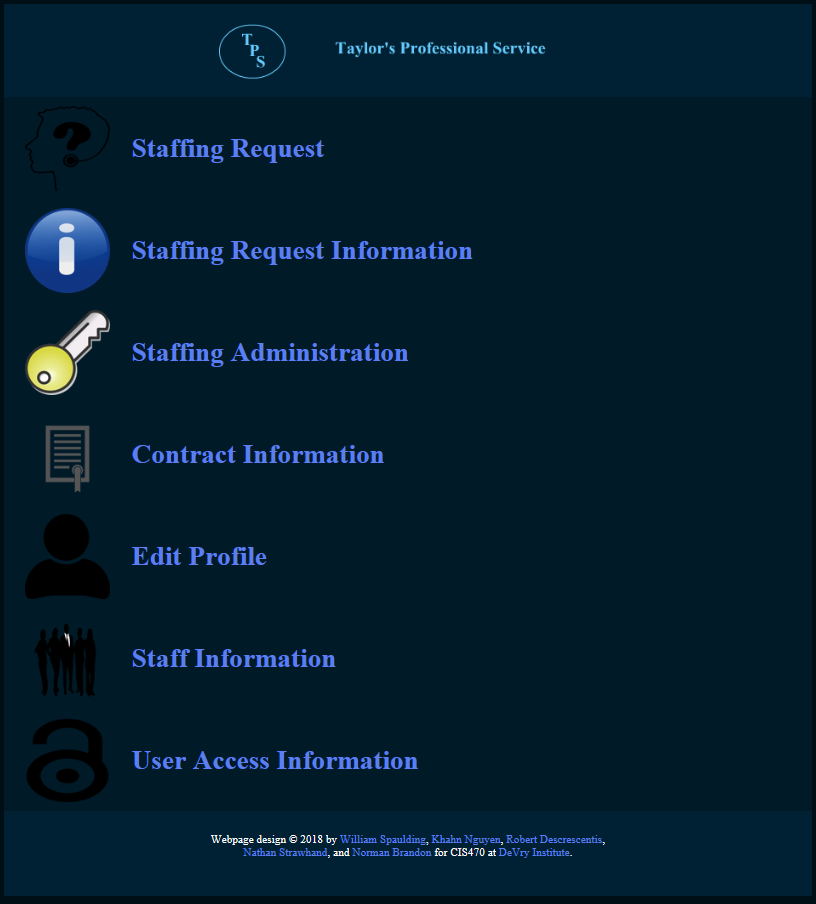 T
P
S
Taylor's Professional Service
?
Staffing Request
i
Staffing Request Information
Staffing Administration
Contract Information
Edit Profile
Staff Information
User Access Information
Webpage design © 2018 by William Spaulding, Khahn Nguyen, Robert Descrescentis,
Nathan Strawhand, and Norman Brandon for CIS470 at DeVry Institute.